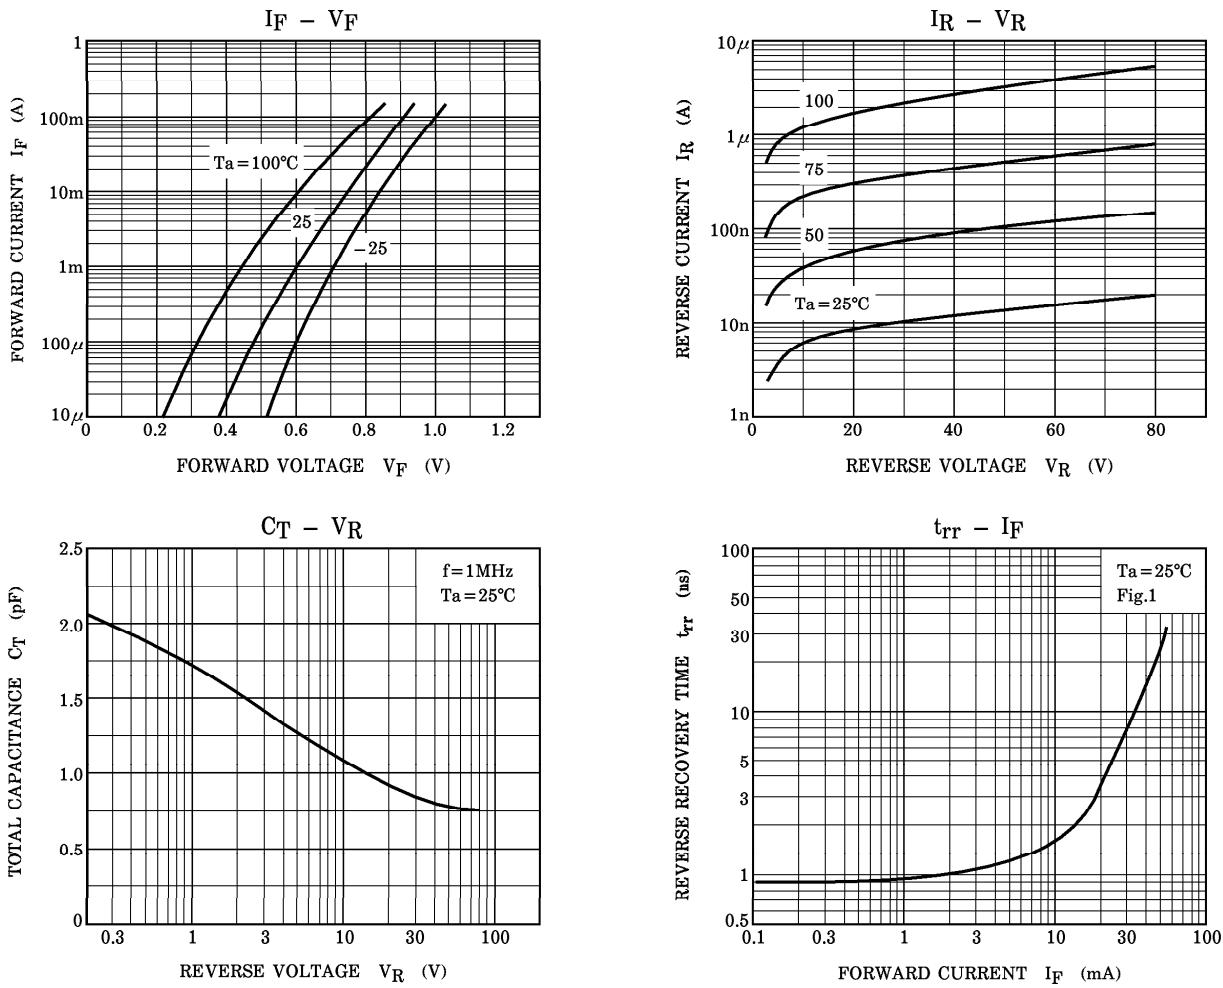 IF – VF
FORWARD CURRENT IF (A)
1
100m
10m
1m
100μ
10μ
Ta=100°C
25
−25
0 0.2 0.4 0.6 0.8 1.0 1.2
FORWARD VOLTAGE VF (V)
IR – VR
REVERSE CURRENT IR (A)
10μ
1μ
100n
10n
1n
100
75
50
Ta=25°C
0 20 40 60 80
REVERSE VOLTAGE VR (V)
CT – VR
TOTAL CAPACITANCE CT (pF)
2.5
2.0
1.5
1.0
0.5
0
f=1MHz
Ta=25°C
0.3 1 3 10 30 100
REVERSE VOLTAGE VR (V)
trr – IF
REVERSE RECOVERY TIME trr (ns)
100
50
30
10
5
3
1
0.5
Ta=25°C
Fig.1
0.1 0.3 1 3 10 30 100
FORWARD CURRENT IF (mA)